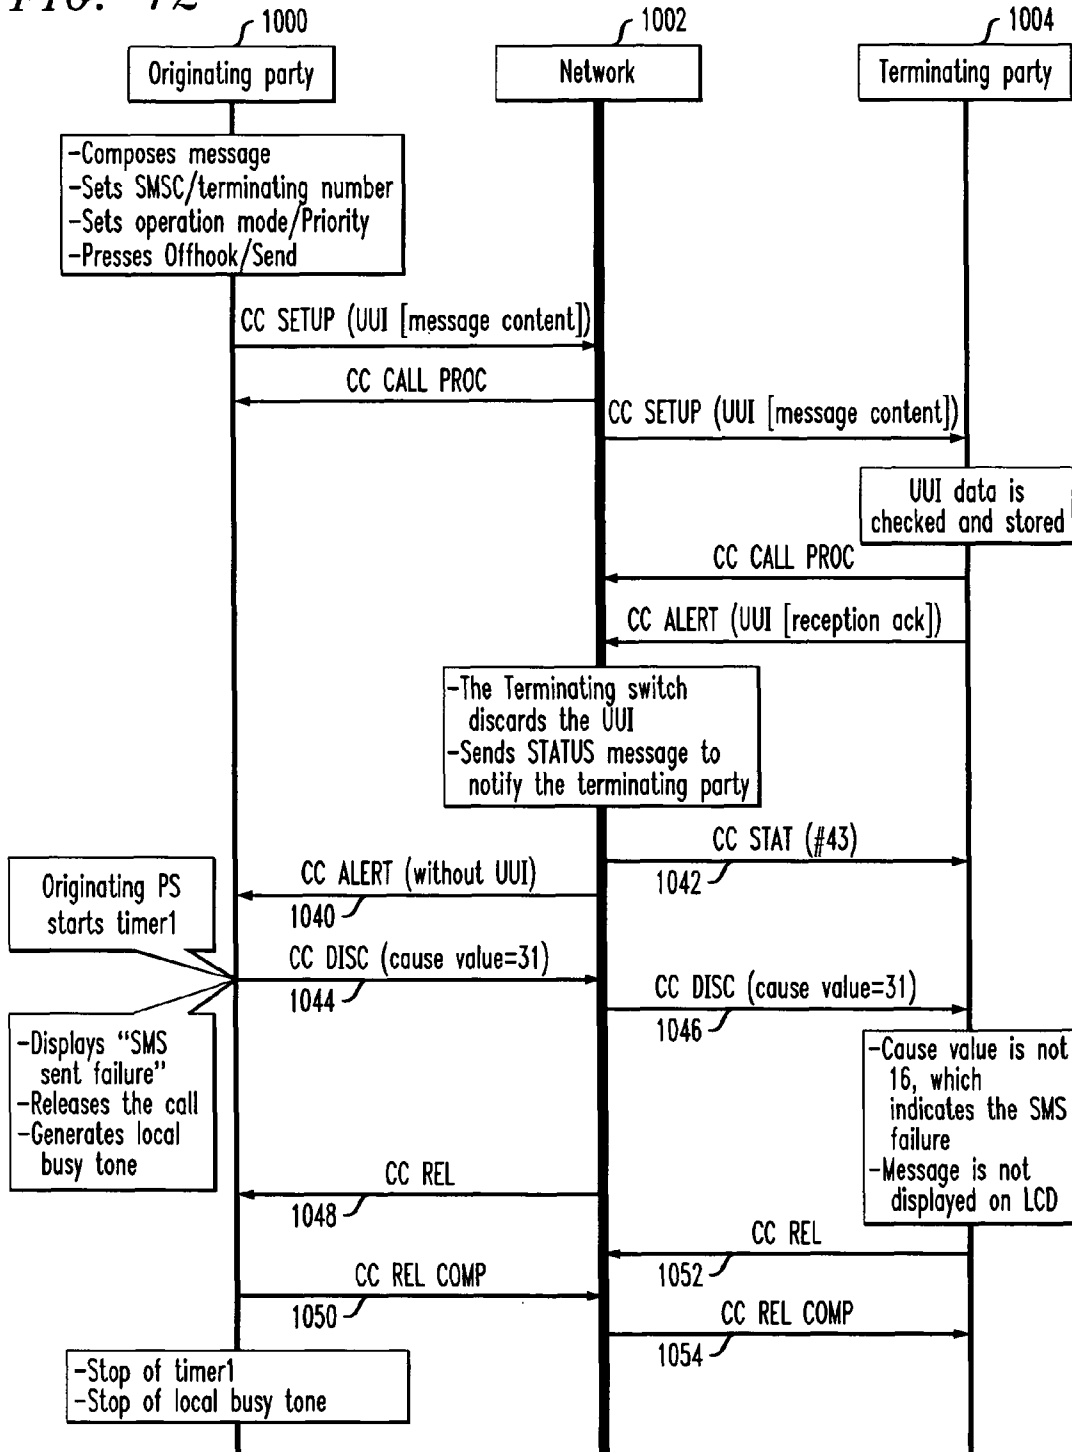 FIG. 12
1000
1002
1004
Originating party
Network
Terminating party
-Composes message
-Sets SMSC/terminating number
-Sets operation mode/Priority
-Presses Offhook/Send
CC SETUP (UUI [message content])
CC CALL PROC
CC SETUP (UUI [message content])
UUI data is
checked and stored
CC CALL PROC
CC ALERT (UUI [reception ack])
-The Terminating switch
discards the UUI
-Sends STATUS message to
notify the terminating party
CC STAT (#43)
1042
CC ALERT (without UUI)
1040
Originating PS
starts timer1
CC DISC (cause value=31)
1044
CC DISC (cause value=31)
1046
-Displays “SMS
sent failure”
-Releases the call
-Generates local
busy tone
-Cause value is not
16, which
indicates the SMS
failure
-Message is not
displayed on LCD
CC REL
1048
CC REL
1052
CC REL COMP
1050
CC REL COMP
1054
-Stop of timer1
-Stop of local busy tone